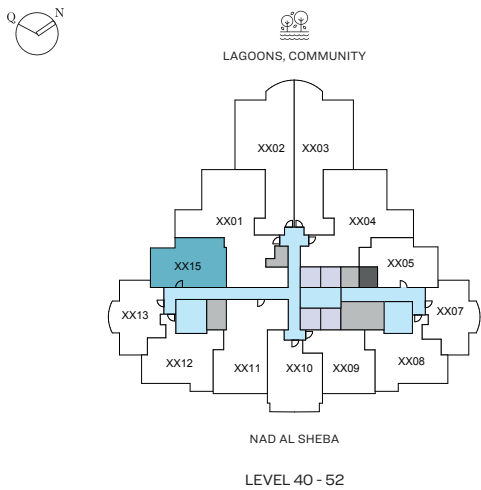 Q N
LAGOONS, COMMUNITY
XX02 XX03
XX01 XX04
XX15 XX05
XX13 XX07
XX12 XX11 XX10 XX09 XX08
NAD AL SHEBA
LEVEL 40 - 52